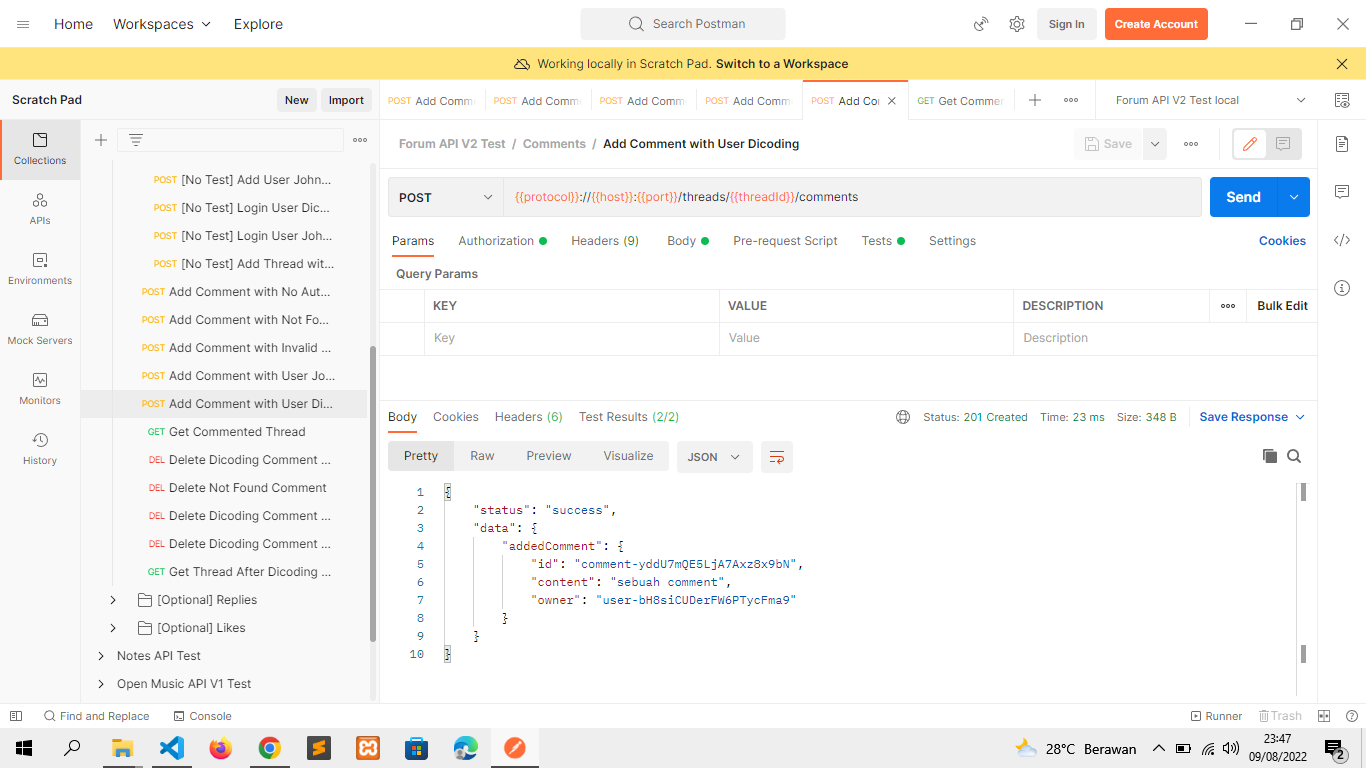 Home Workspaces Explore Search Postman Sign In Create Account
Working locally in Scratch Pad. Switch to a Workspace
Scratch Pad New Import
POST Add Comm POST Add Comm POST Add Comm POST Add Comm POST Add Cor GET Get Commer Forum API V2 Test local
Collections
APIs
Environments
Mock Servers
Monitors
History
POST [No Test] Add User John...
POST [No Test] Login User Dic...
POST [No Test] Login User Joh...
POST [No Test] Add Thread wit...
POST Add Comment with No Aut...
POST Add Comment with Not Fo...
POST Add Comment with Invalid ...
POST Add Comment with User Jo...
POST Add Comment with User Di...
GET Get Commented Thread
DEL Delete Dicoding Comment ...
DEL Delete Not Found Comment
DEL Delete Dicoding Comment ...
DEL Delete Dicoding Comment ...
GET Get Thread After Dicoding ...
[Optional] Replies
[Optional] Likes
Notes API Test
Open Music API V1 Test
Forum API V2 Test / Comments / Add Comment with User Dicoding Save
POST {{protocol}}://{{host}}:{{port}}/threads/{{threadId}}/comments Send
Params Authorization Headers (9) Body Pre-request Script Tests Settings Cookies
Query Params
KEY VALUE DESCRIPTION Bulk Edit
Key Value Description
Body Cookies Headers (6) Test Results (2/2) Status: 201 Created Time: 23 ms Size: 348 B Save Response
Pretty Raw Preview Visualize JSON
1 {
2 "status": "success",
3 "data": {
4 "addedComment": {
5 "id": "comment-yddU7mQE5LjA7Axz8x9bN",
6 "content": "sebuah comment",
7 "owner": "user-bH8siCUDerFW6PTycFma9"
8 }
9 }
10 }
Find and Replace Console Runner Trash
28°C Berawan 23:47
09/08/2022 2